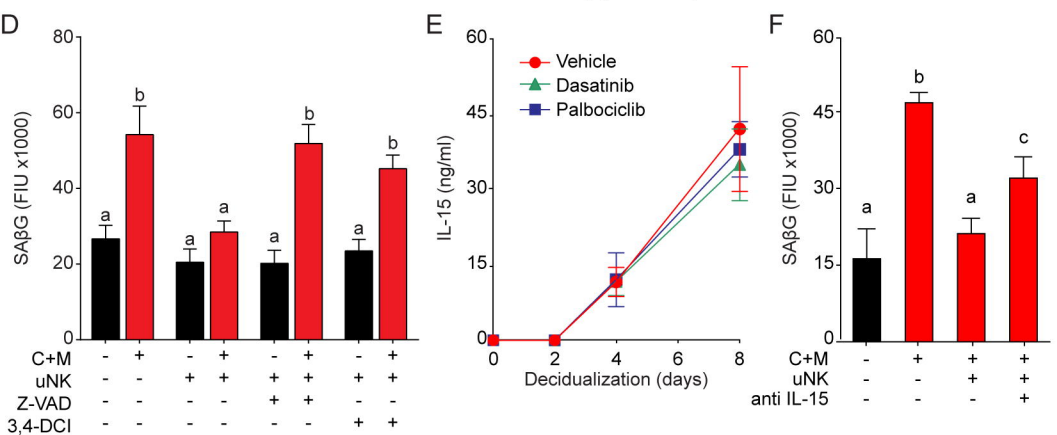 D
80
60
40
20
0
SAβG (FIU x1000)
a b a a a b a b
C+M - + - + - + - +
uNK - - + + + + + +
Z-VAD - - - - + + - -
3,4-DCI - - - - - - + +
E
60
45
30
15
0
IL-15 (ng/ml)
Vehicle
Dasatinib
Palbociclib
0 2 4 6 8
Decidualization (days)
F
60
45
30
15
0
SAβG (FIU x1000)
a b a c
C+M - + + +
uNK - - + +
anti IL-15 - - - +